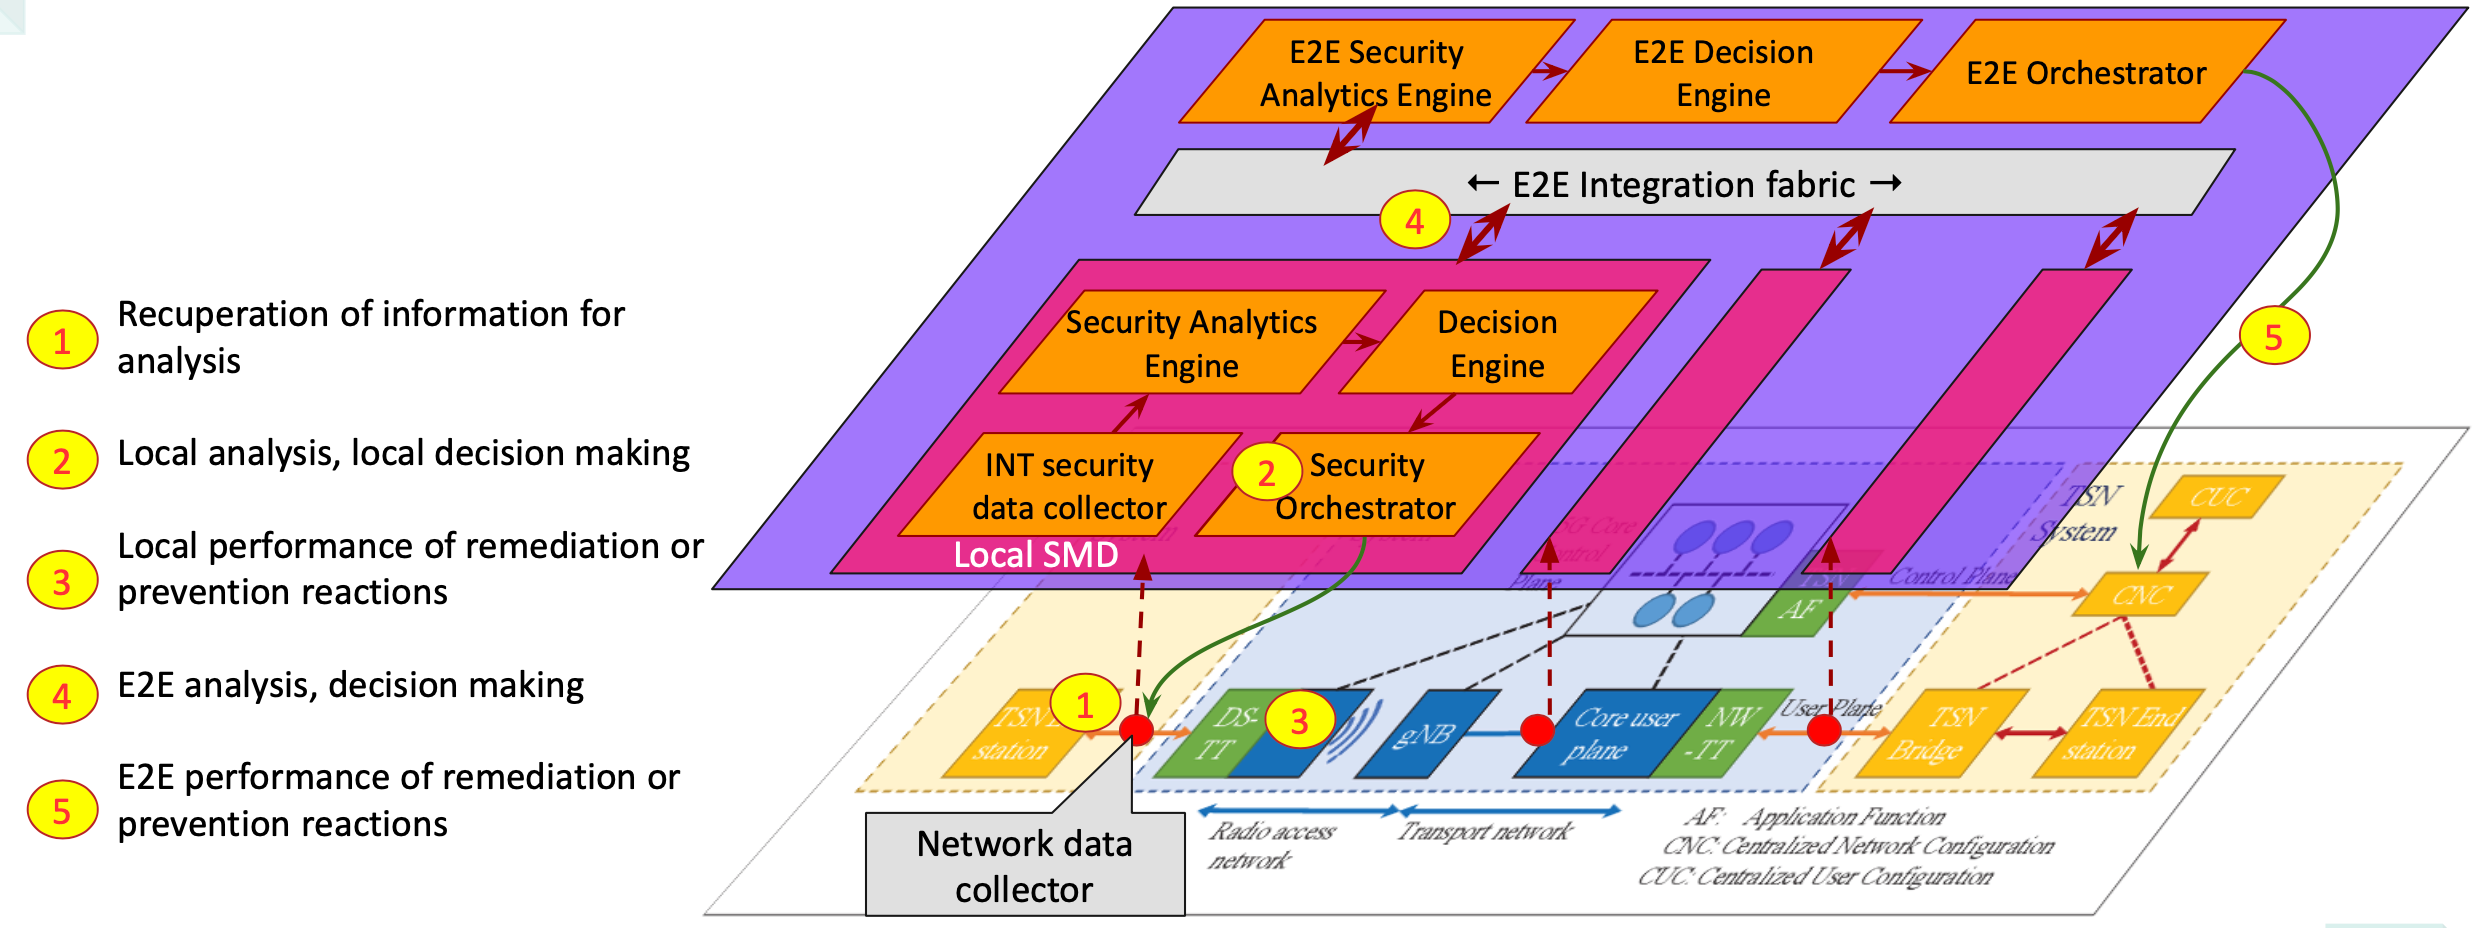 E2E Security
Analytics Engine
E2E Decision
Engine
E2E Orchestrator
← E2E Integration fabric →
4
5
Security Analytics
Engine
Decision
Engine
INT security
data collector
2
Security
Orchestrator
Local SMD
1
Recuperation of information for
analysis
2
Local analysis, local decision making
3
Local performance of remediation or
prevention reactions
4
E2E analysis, decision making
5
E2E performance of remediation or
prevention reactions
5G Core
Control
Plane
TSN
AF
Control Plane
TSN
System
CUC
CNC
TSN E
station
1
DS-
TT
3
gNB
Core user
plane
NW
-TT
User Plane
TSN
Bridge
TSN End
station
Network data
collector
Radio access
network
Transport network
AF: Application Function
CNC: Centralized Network Configuration
CUC: Centralized User Configuration